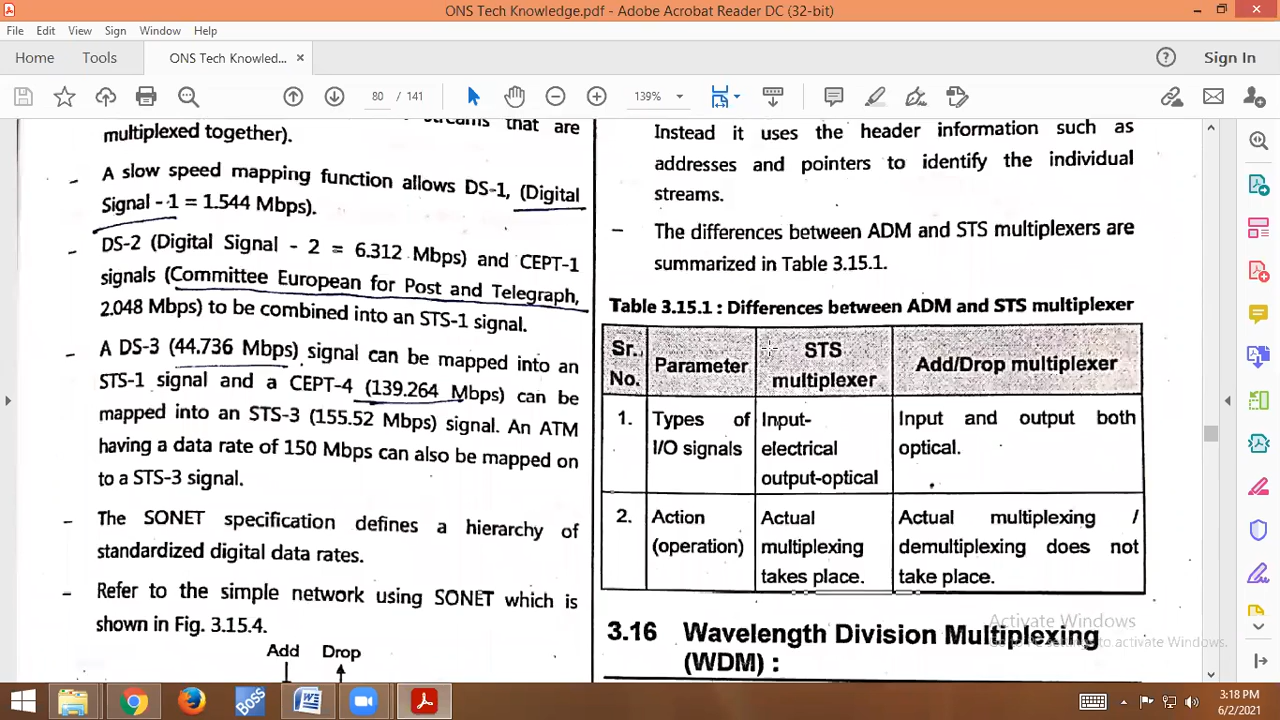 ONS Tech Knowledge.pdf - Adobe Acrobat Reader DC (32-bit)
File Edit View Sign Window Help
Home Tools ONS Tech Knowled... × Sign In
80 / 141 139%
streams that are
multiplexed together).
- A slow speed mapping function allows DS-1, (Digital
Signal - 1 = 1.544 Mbps).
- DS-2 (Digital Signal - 2 = 6.312 Mbps) and CEPT-1
signals (Committee European for Post and Telegraph,
2.048 Mbps) to be combined into an STS-1 signal.
- A DS-3 (44.736 Mbps) signal can be mapped into an
STS-1 signal and a CEPT-4 (139.264 Mbps) can be
mapped into an STS-3 (155.52 Mbps) signal. An ATM
having a data rate of 150 Mbps can also be mapped on
to a STS-3 signal.
- The SONET specification defines a hierarchy of
standardized digital data rates.
- Refer to the simple network using SONET which is
shown in Fig. 3.15.4.
Add Drop
Instead it uses the header information such as
addresses and pointers to identify the individual
streams.
- The differences between ADM and STS multiplexers are
summarized in Table 3.15.1.
Table 3.15.1 : Differences between ADM and STS multiplexer
Sr. No. Parameter STS multiplexer Add/Drop multiplexer
1. Types of Input- Input and output both
I/O signals electrical optical.
output-optical
2. Action Actual Actual multiplexing /
(operation) multiplexing demultiplexing does not
takes place. take place.
3.16 Wavelength Division Multiplexing
(WDM) :
Activate Windows
Go to PC settings to activate Windows.
BOSS
3:18 PM
6/2/2021